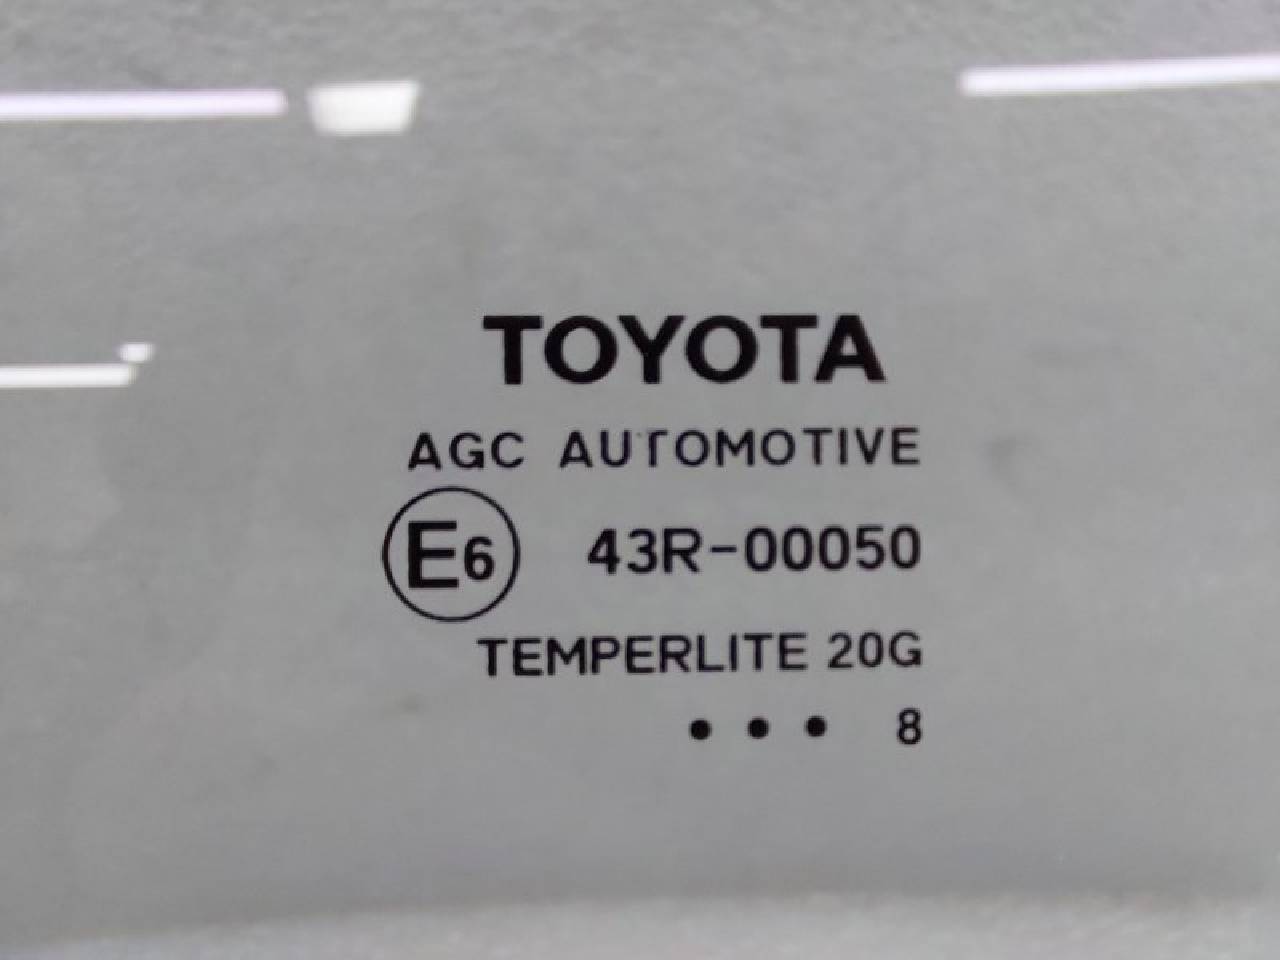 TOYOTA
AGC AUTOMOTIVE
E6 43R-00050
TEMPERLITE 20G
• • • 8